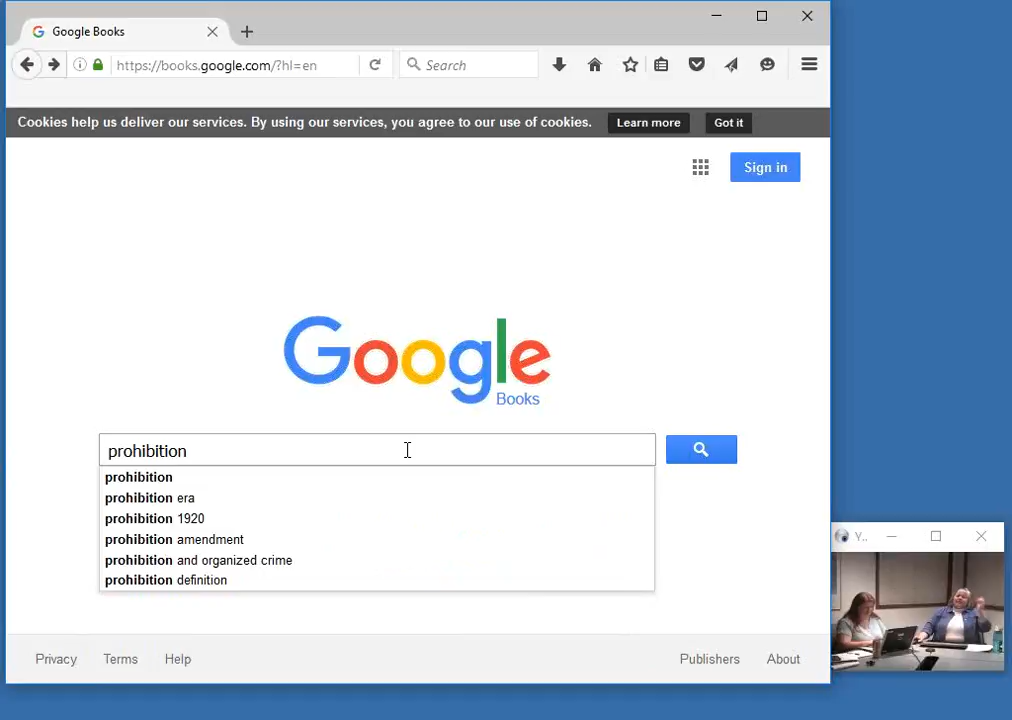 Google Books
https://books.google.com/?hl=en
Search
Cookies help us deliver our services. By using our services, you agree to our use of cookies.
Learn more
Got it
Sign in
Google
Books
prohibition
prohibition
prohibition era
prohibition 1920
prohibition amendment
prohibition and organized crime
prohibition definition
Y...
Privacy
Terms
Help
Publishers
About